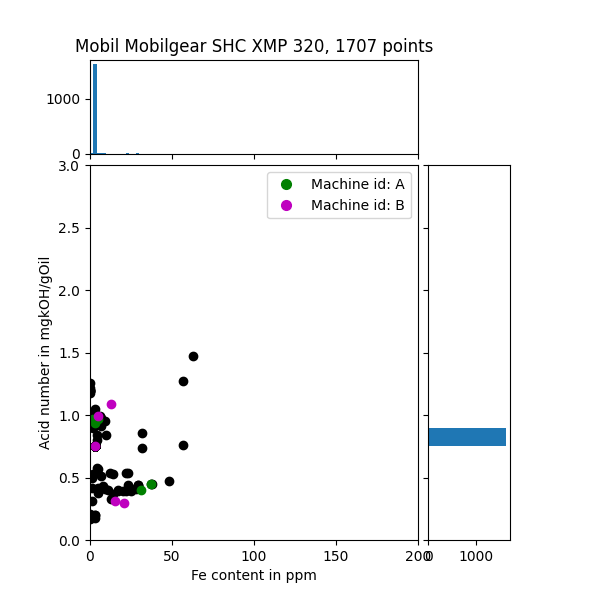 Mobil Mobilgear SHC XMP 320, 1707 points
1000
0
3.0
2.5
2.0
1.5
1.0
0.5
0.0
Acid number in mgkOH/gOil
Machine id: A
Machine id: B
0 50 100 150 200
0 1000
Fe content in ppm